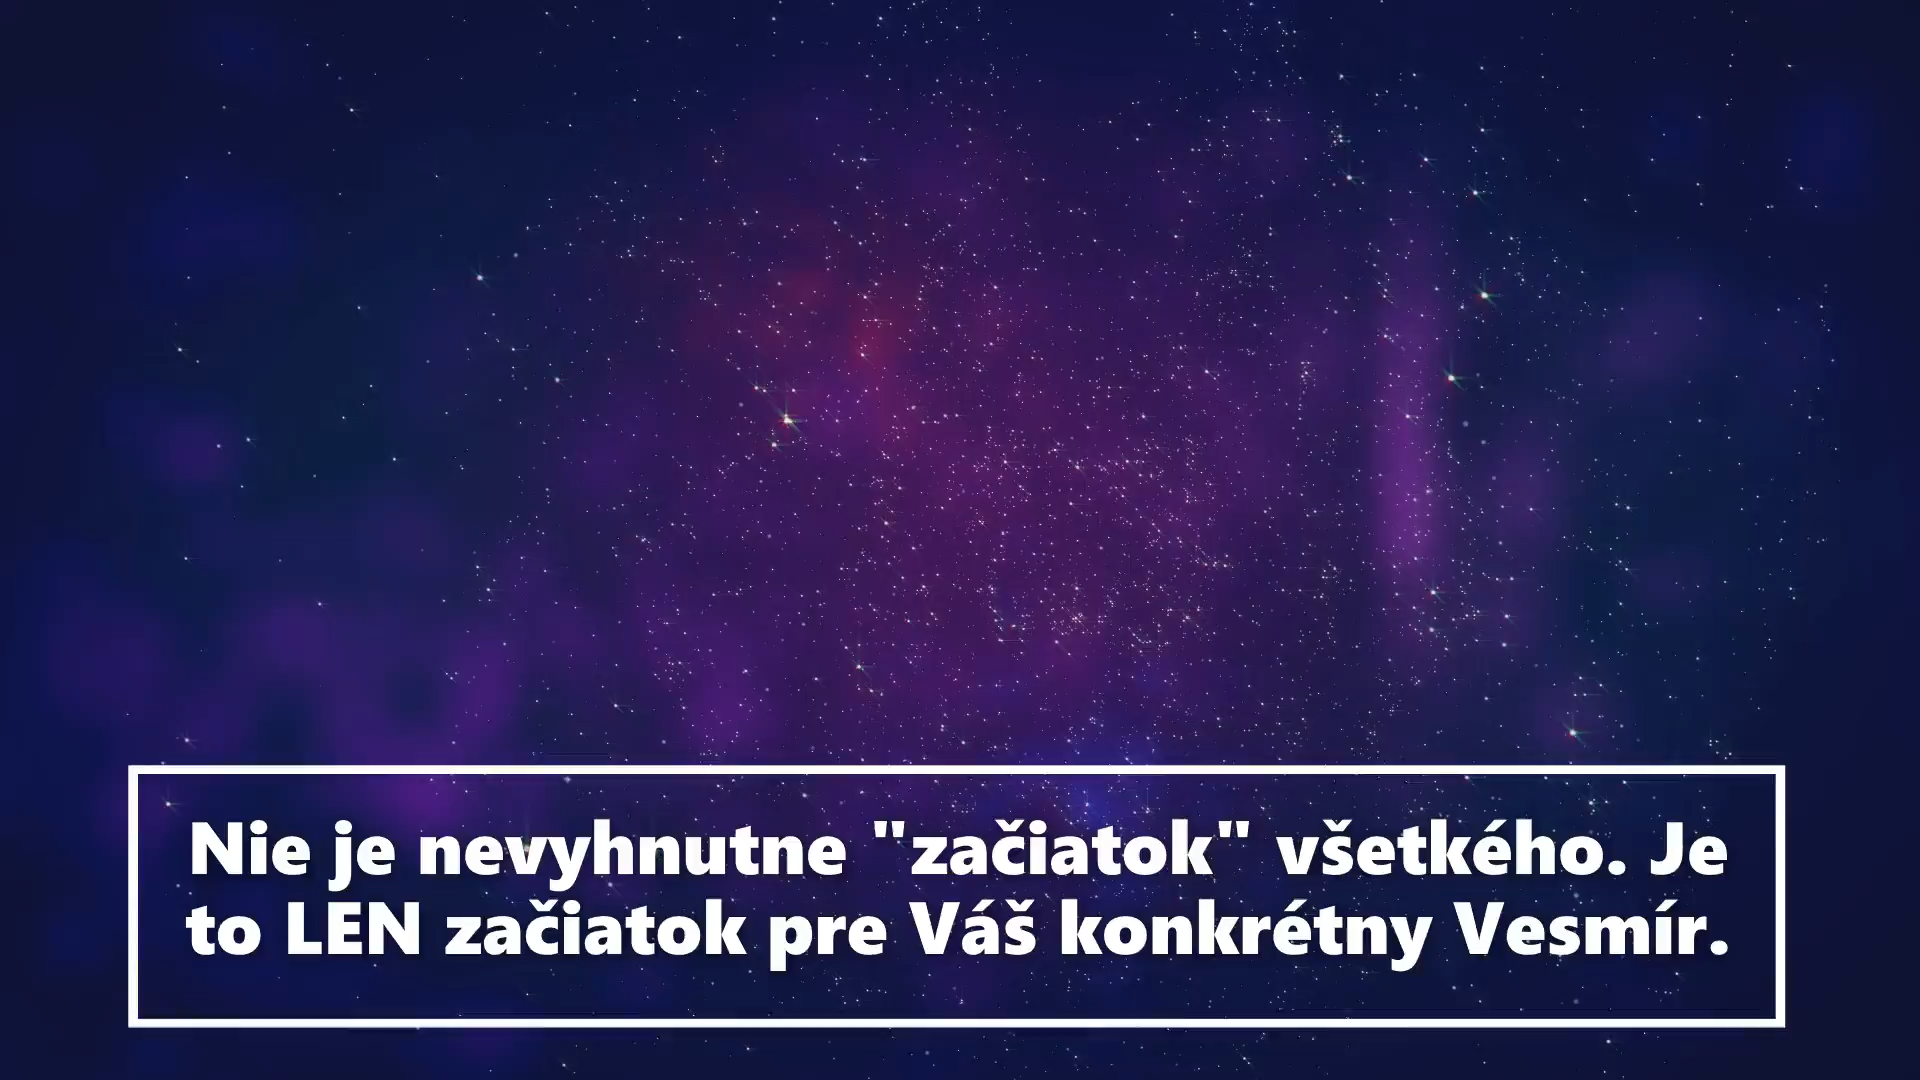 Nie je nevyhnutne "začiatok" všetkého. Je
to LEN začiatok pre Váš konkrétny Vesmír.